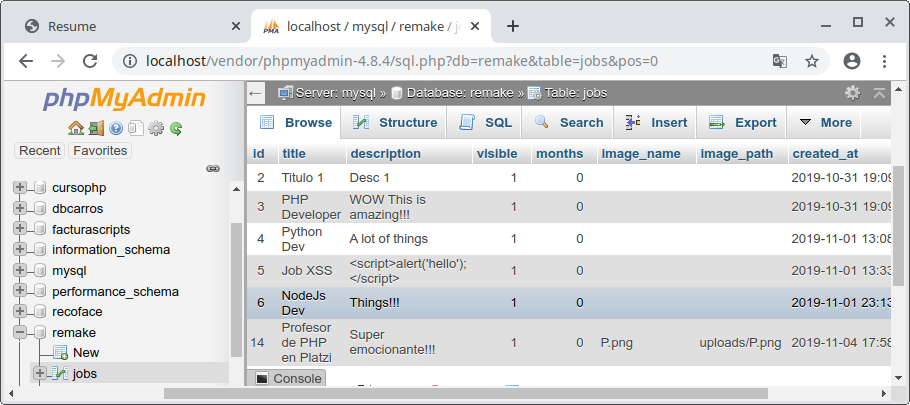 Resume
localhost / mysql / remake / jo
localhost/vendor/phpmyadmin-4.8.4/sql.php?db=remake&table=jobs&pos=0
phpMyAdmin
Recent Favorites
cursophp
dbcarros
facturascripts
information_schema
mysql
performance_schema
recoface
remake
New
jobs
Server: mysql » Database: remake » Table: jobs
Browse Structure SQL Search Insert Export More
id title description visible months image_name image_path created_at
2 Titulo 1 Desc 1 1 0 2019-10-31 19:09
3 PHP Developer WOW This is amazing!!! 1 0 2019-10-31 19:09
4 Python Dev A lot of things 1 0 2019-11-01 13:08
5 Job XSS <script>alert('hello');</script> 1 0 2019-11-01 13:33
6 NodeJs Dev Things!!! 1 0 2019-11-01 23:13
14 Profesor de PHP en Platzi Super emocionante!!! 1 0 P.png uploads/P.png 2019-11-04 17:58
Console